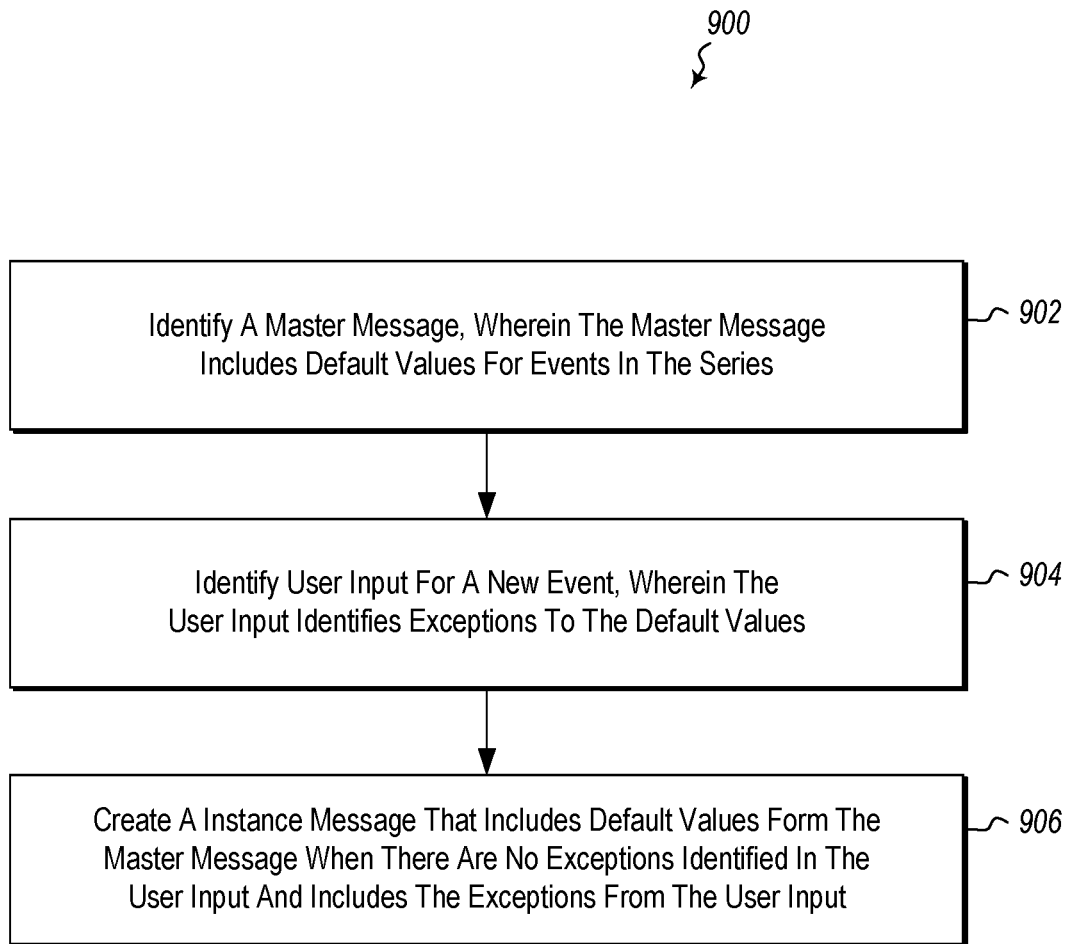 900
Identify A Master Message, Wherein The Master Message
Includes Default Values For Events In The Series
902
Identify User Input For A New Event, Wherein The
User Input Identifies Exceptions To The Default Values
904
Create A Instance Message That Includes Default Values Form The
Master Message When There Are No Exceptions Identified In The
User Input And Includes The Exceptions From The User Input.
906